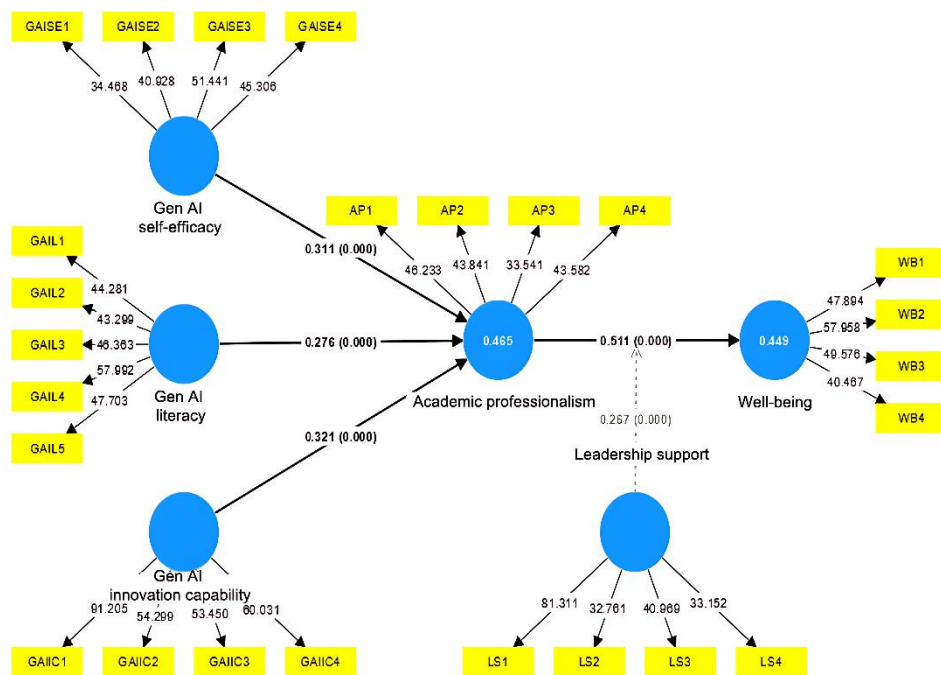 GAISE1 GAISE2 GAISE3 GAISE4
34.468 40.928 51.441 45.306
Gen AI
self-efficacy
0.311 (0.000)
GAIL1
GAIL2
GAIL3
GAIL4
GAIL5
44.281
43.299
46.363
57.992
47.703
Gen AI
literacy
0.276 (0.000)
AP1 AP2 AP3 AP4
46.233 43.841 33.541 43.582
0.465
Academic professionalism
0.511 (0.000)
0.449
Well-being
WB1
WB2
WB3
WB4
47.894
57.958
49.576
40.467
0.321 (0.000)
0.267 (0.000)
Leadership support
Gen AI
innovation capability
91.205 54.299 53.450 60.031
GAIIC1 GAIIC2 GAIIC3 GAIIC4
81.311 32.761 40.969 33.152
LS1 LS2 LS3 LS4